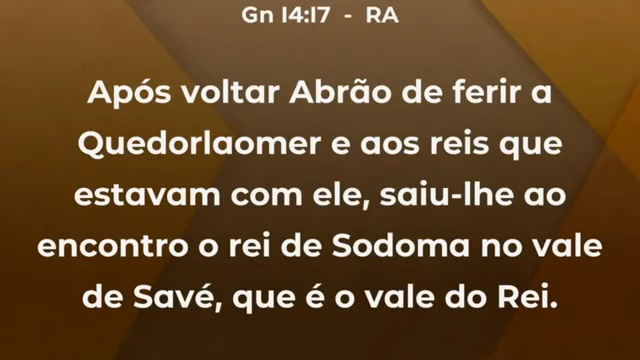 Gn 14:17 - RA
Após voltar Abrão de ferir a
Quedorlaomer e aos reis que
estavam com ele, saiu-lhe ao
encontro o rei de Sodoma no vale
de Savé, que é o vale do Rei.